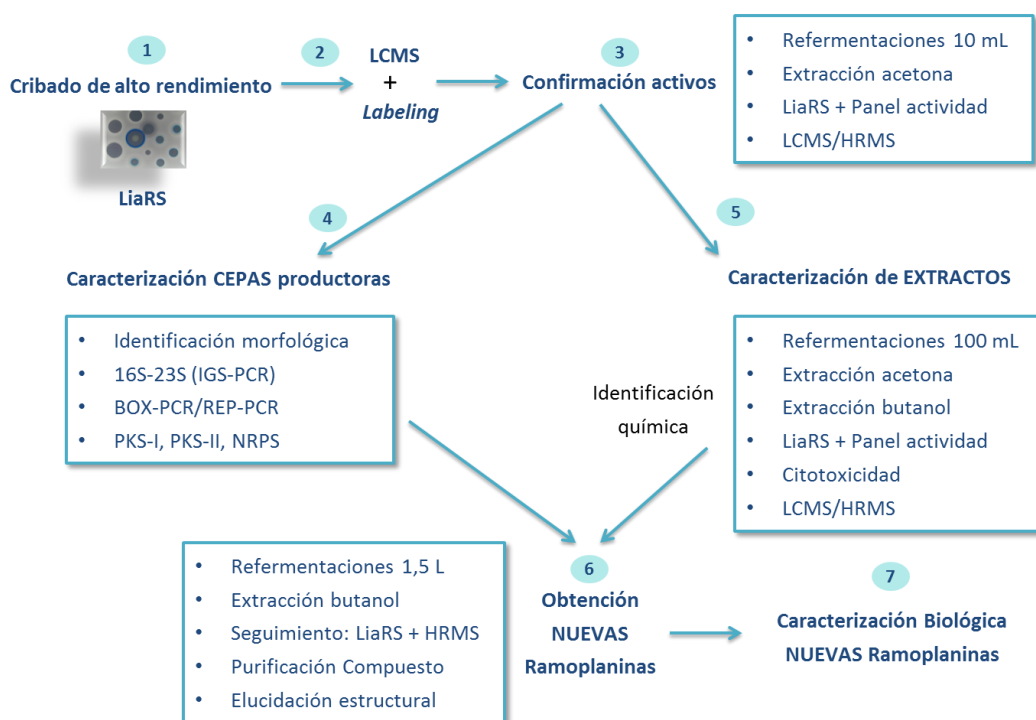 1
Cribado de alto rendimiento
LiaRS
2
LCMS
+
Labeling
3
Confirmación activos
• Refermentaciones 10 mL
• Extracción acetona
• LiaRS + Panel actividad
• LCMS/HRMS
4
Caracterización CEPAS productoras
• Identificación morfológica
• 16S-23S (IGS-PCR)
• BOX-PCR/REP-PCR
• PKS-I, PKS-II, NRPS
5
Caracterización de EXTRACTOS
• Refermentaciones 100 mL
• Extracción acetona
• Extracción butanol
• LiaRS + Panel actividad
• Citotoxicidad
• LCMS/HRMS
Identificación
química
• Refermentaciones 1,5 L
• Extracción butanol
• Seguimiento: LiaRS + HRMS
• Purificación Compuesto
• Elucidación estructural
6
Obtención
NUEVAS
Ramoplaninas
7
Caracterización Biológica
NUEVAS Ramoplaninas